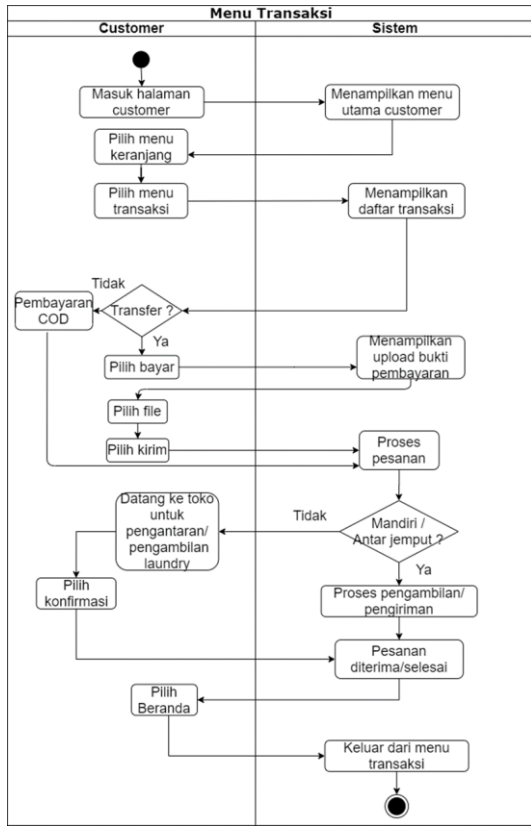 Menu Transaksi
Customer
Sistem
Masuk halaman
customer
Menampilkan menu
utama customer
Pilih menu
keranjang
Pilih menu
transaksi
Menampilkan
daftar transaksi
Tidak
Transfer ?
Pembayaran
COD
Ya
Pilih bayar
Menampilkan
upload bukti
pembayaran
Pilih file
Pilih kirim
Proses
pesanan
Datang ke toko
untuk
pengantaran/
pengambilan
laundry
Tidak
Mandiri /
Antar jemput ?
Ya
Pilih
konfirmasi
Proses pengambilan/
pengiriman
Pesanan
diterima/selesai
Pilih
Beranda
Keluar dari menu
transaksi